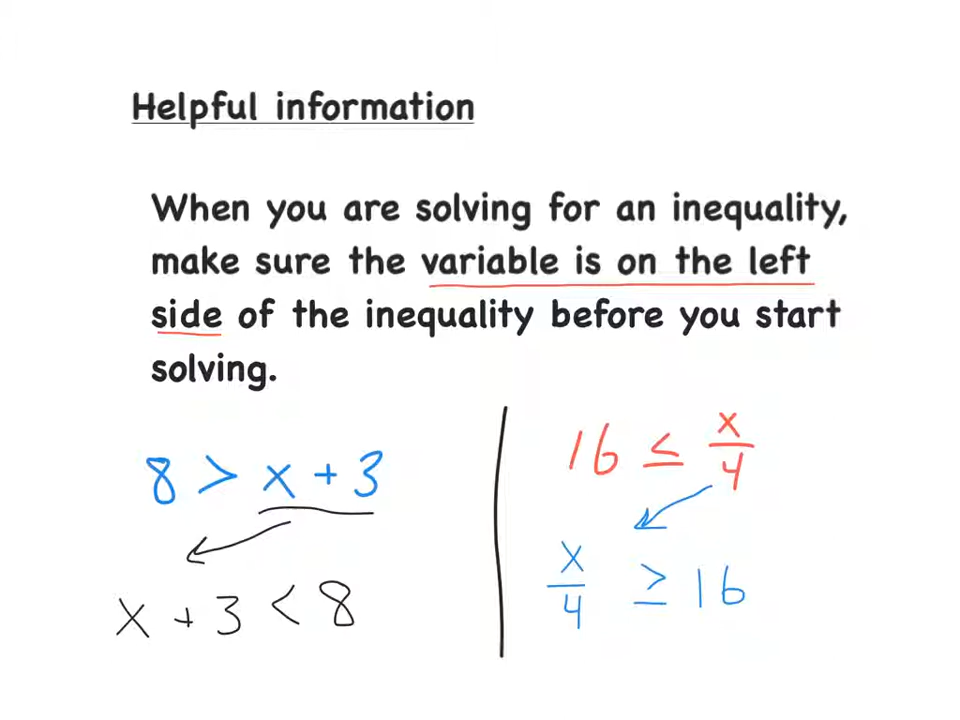 Helpful information
When you are solving for an inequality,
make sure the variable is on the left
side of the inequality before you start
solving.
8 > x + 3
x + 3 < 8
16 ≤ x/4
x/4 ≥ 16